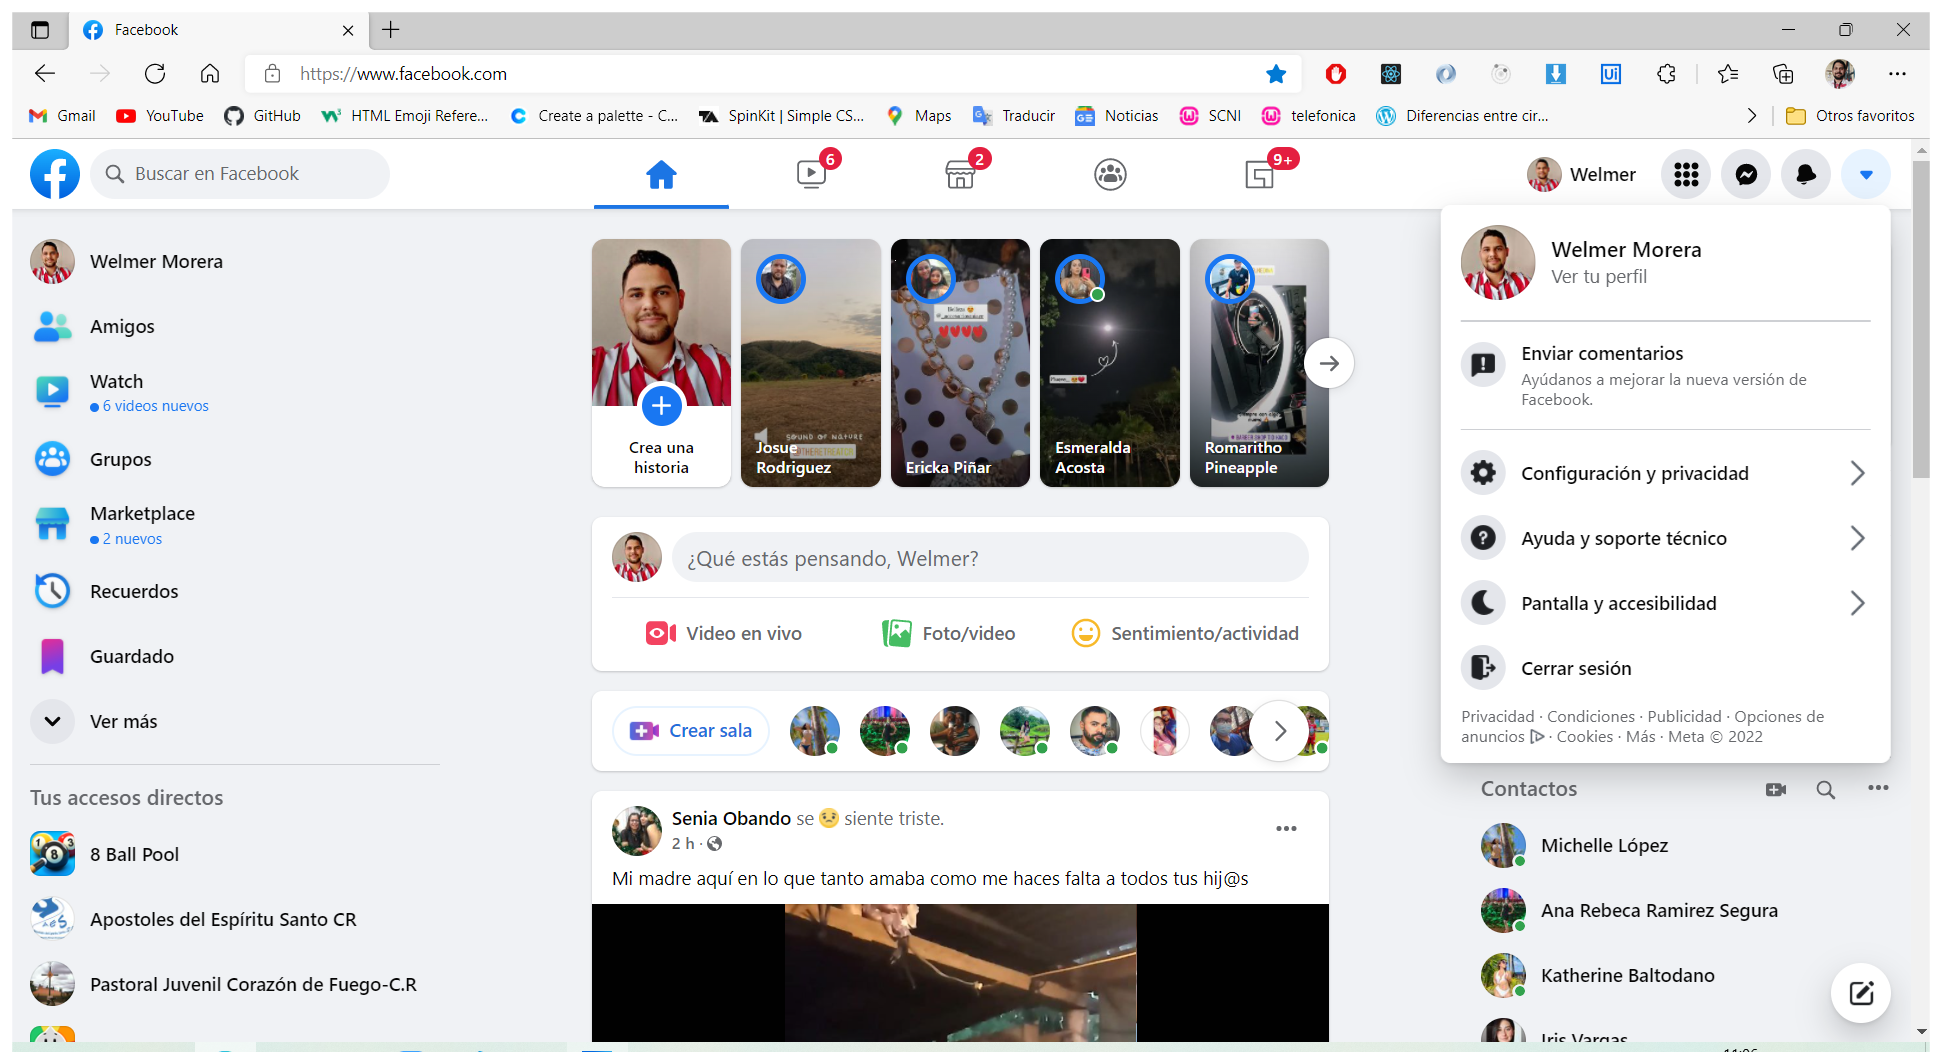 Facebook
https://www.facebook.com
Gmail
YouTube
GitHub
HTML Emoji Refere...
Create a palette - C...
SpinKit | Simple CS...
Maps
Traducir
Noticias
SCNI
telefonica
Diferencias entre cir...
Otros favoritos
Buscar en Facebook
6
2
9+
Welmer
Welmer Morera
Amigos
Watch
6 videos nuevos
Grupos
Marketplace
2 nuevos
Recuerdos
Guardado
Ver más
Tus accesos directos
8 Ball Pool
Apostoles del Espíritu Santo CR
Pastoral Juvenil Corazón de Fuego-C.R
Crea una
historia
SOUND OF NATURE
@THERETREATCR
Josue
Rodriguez
Ericka Piñar
Esmeralda
Acosta
Romaritho
Pineapple
¿Qué estás pensando, Welmer?
Video en vivo
Foto/video
Sentimiento/actividad
Crear sala
Senia Obando se 😟 siente triste.
2 h ·
Mi madre aquí en lo que tanto amaba como me haces falta a todos tus hij@s
Welmer Morera
Ver tu perfil
Enviar comentarios
Ayúdanos a mejorar la nueva versión de
Facebook.
Configuración y privacidad
Ayuda y soporte técnico
Pantalla y accesibilidad
Cerrar sesión
Privacidad · Condiciones · Publicidad · Opciones de
anuncios · Cookies · Más · Meta © 2022
Contactos
Michelle López
Ana Rebeca Ramirez Segura
Katherine Baltodano
Iris Vargas